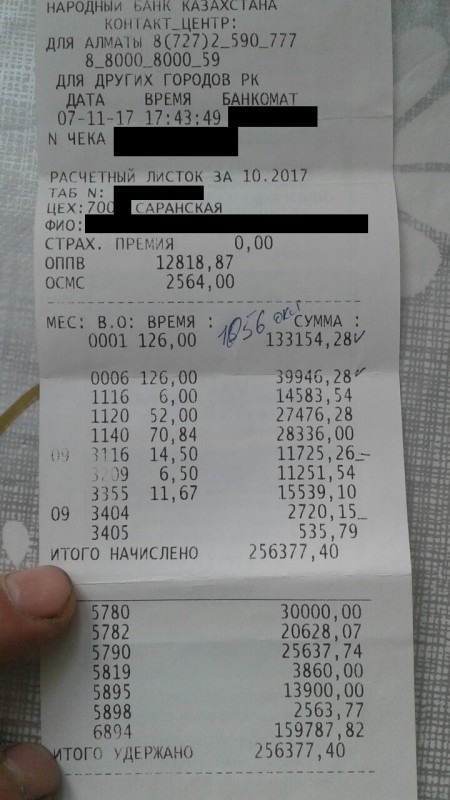 НАРОДНЫЙ БАНК КАЗАХСТАНА
КОНТАКТ_ЦЕНТР:
ДЛЯ АЛМАТЫ 8(727)2_590_777
8_8000_8000_59
ДЛЯ ДРУГИХ ГОРОДОВ РК
ДАТА ВРЕМЯ БАНКОМАТ
07-11-17 17:43:49
N ЧЕКА
РАСЧЕТНЫЙ ЛИСТОК ЗА 10.2017
ТАБ N:
ЦЕХ:700 САРАНСКАЯ
ФИО:
СТРАХ. ПРЕМИЯ 0,00
ОППВ 12818,87
ОСМС 2564,00
МЕС: В.О: ВРЕМЯ : СУММА :
0001 126,00 133154,28
0006 126,00 39946,28
1116 6,00 14583,54
1120 52,00 27476,28
1140 70,84 28336,00
09 3116 14,50 11725,26
3209 6,50 11251,54
3355 11,67 15539,10
09 3404 2720,15
3405 535,79
ИТОГО НАЧИСЛЕНО 256377,40
5780 30000,00
5782 20628,07
5790 25637,74
5819 3860,00
5895 13900,00
5898 2563,77
6894 159787,82
ИТОГО УДЕРЖАНО 256377,40